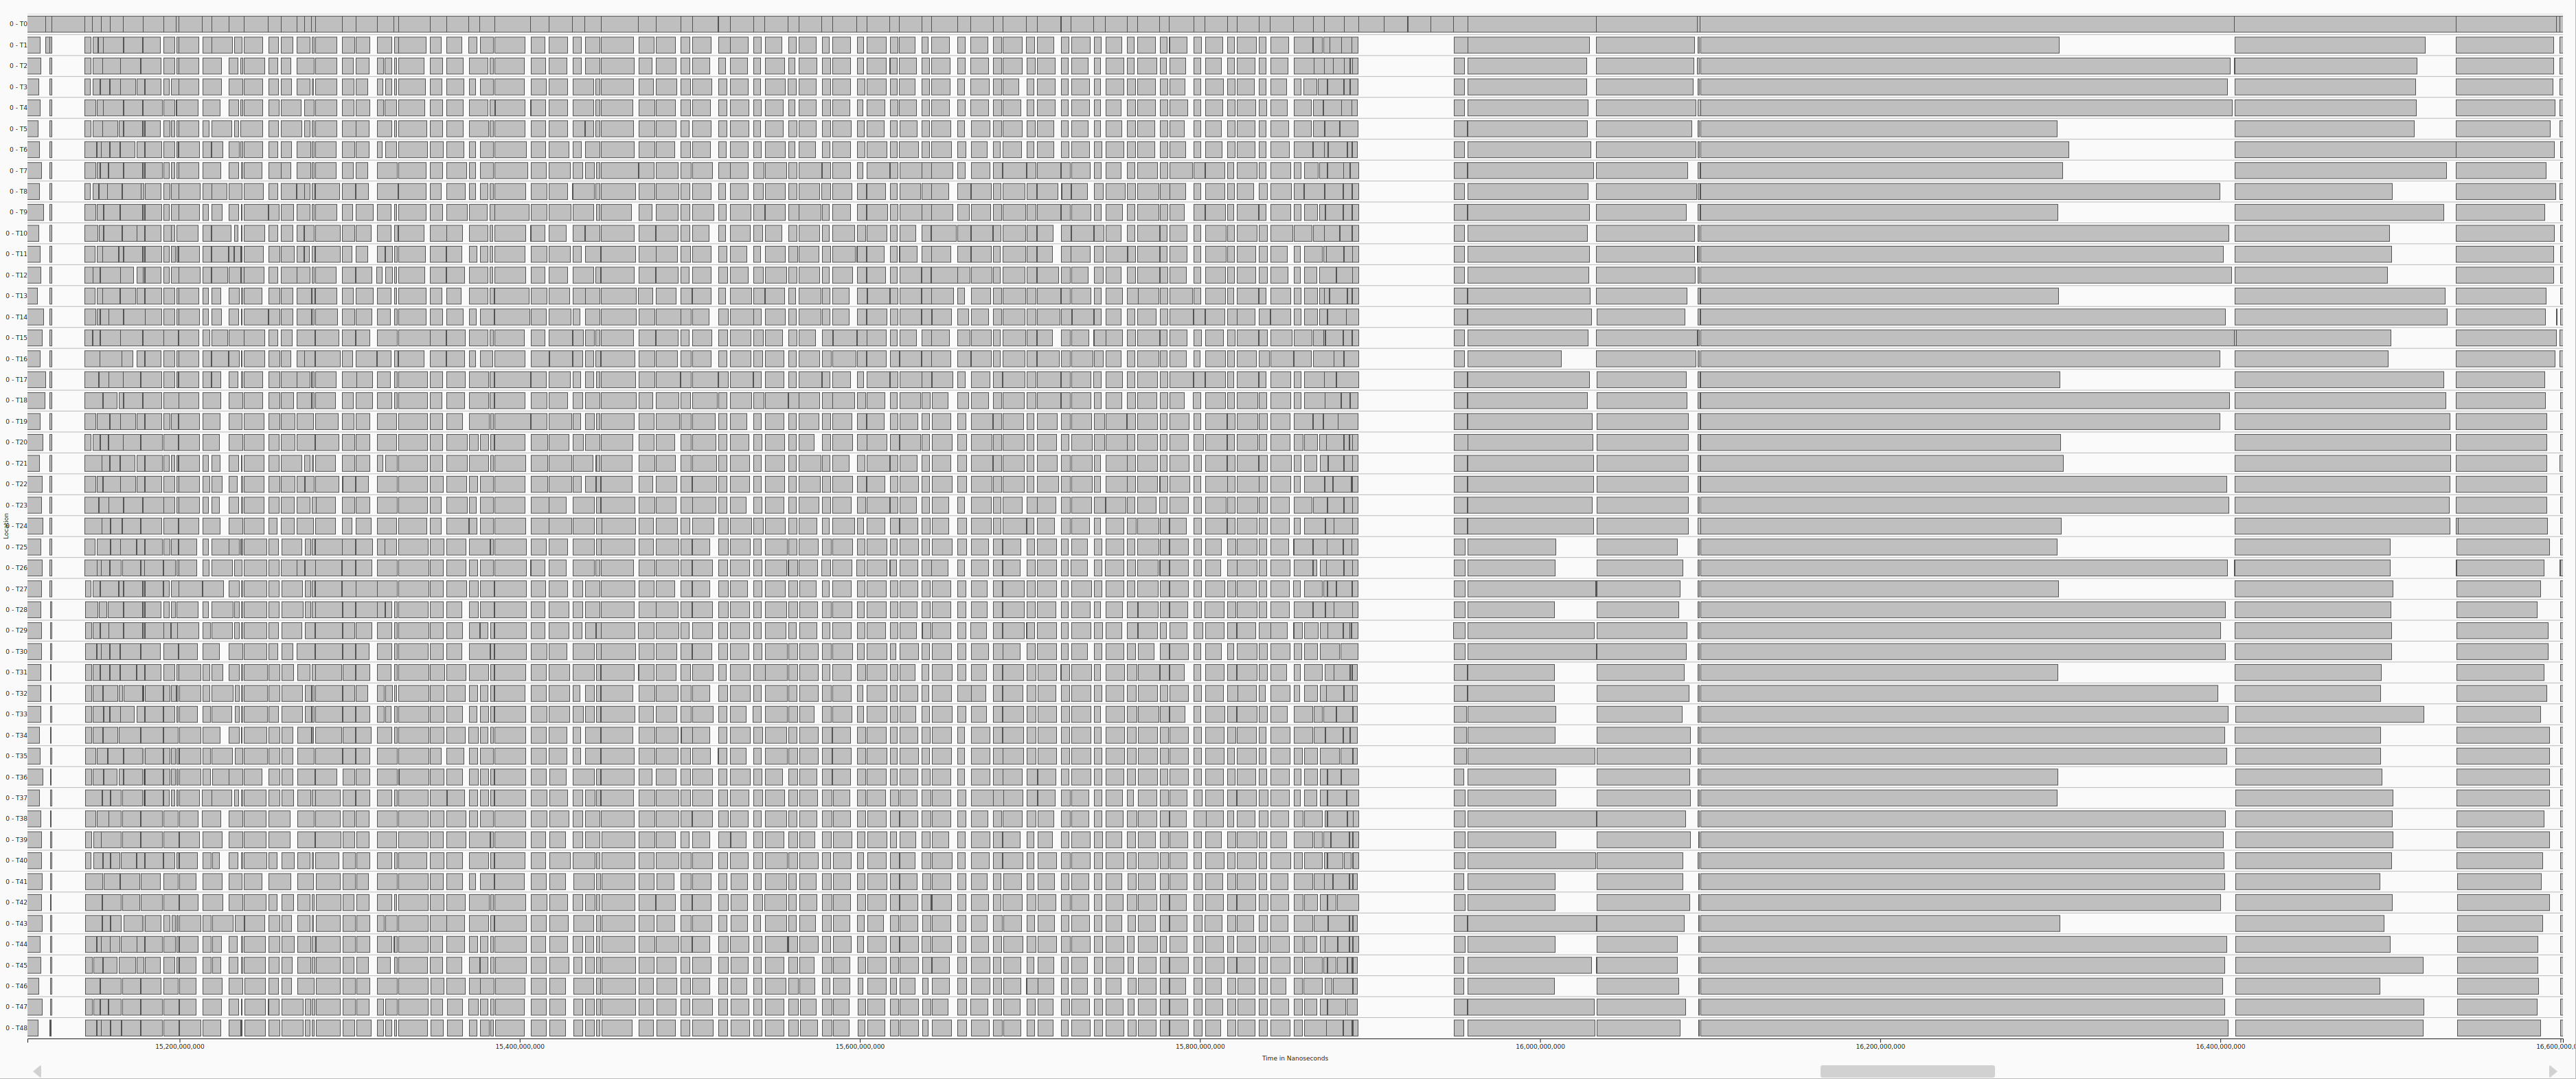 0 - T0
0 - T1
0 - T2
0 - T3
0 - T4
0 - T5
0 - T6
0 - T7
0 - T8
0 - T9
0 - T10
0 - T11
0 - T12
0 - T13
0 - T14
0 - T15
0 - T16
0 - T17
0 - T18
0 - T19
0 - T20
0 - T21
0 - T22
0 - T23
Location
0 - T24
0 - T25
0 - T26
0 - T27
0 - T28
0 - T29
0 - T30
0 - T31
0 - T32
0 - T33
0 - T34
0 - T35
0 - T36
0 - T37
0 - T38
0 - T39
0 - T40
0 - T41
0 - T42
0 - T43
0 - T44
0 - T45
0 - T46
0 - T47
0 - T48
15,200,000,000 15,400,000,000 15,600,000,000 15,800,000,000 16,000,000,000 16,200,000,000 16,400,000,000 16,600,000,0
Time in Nanoseconds